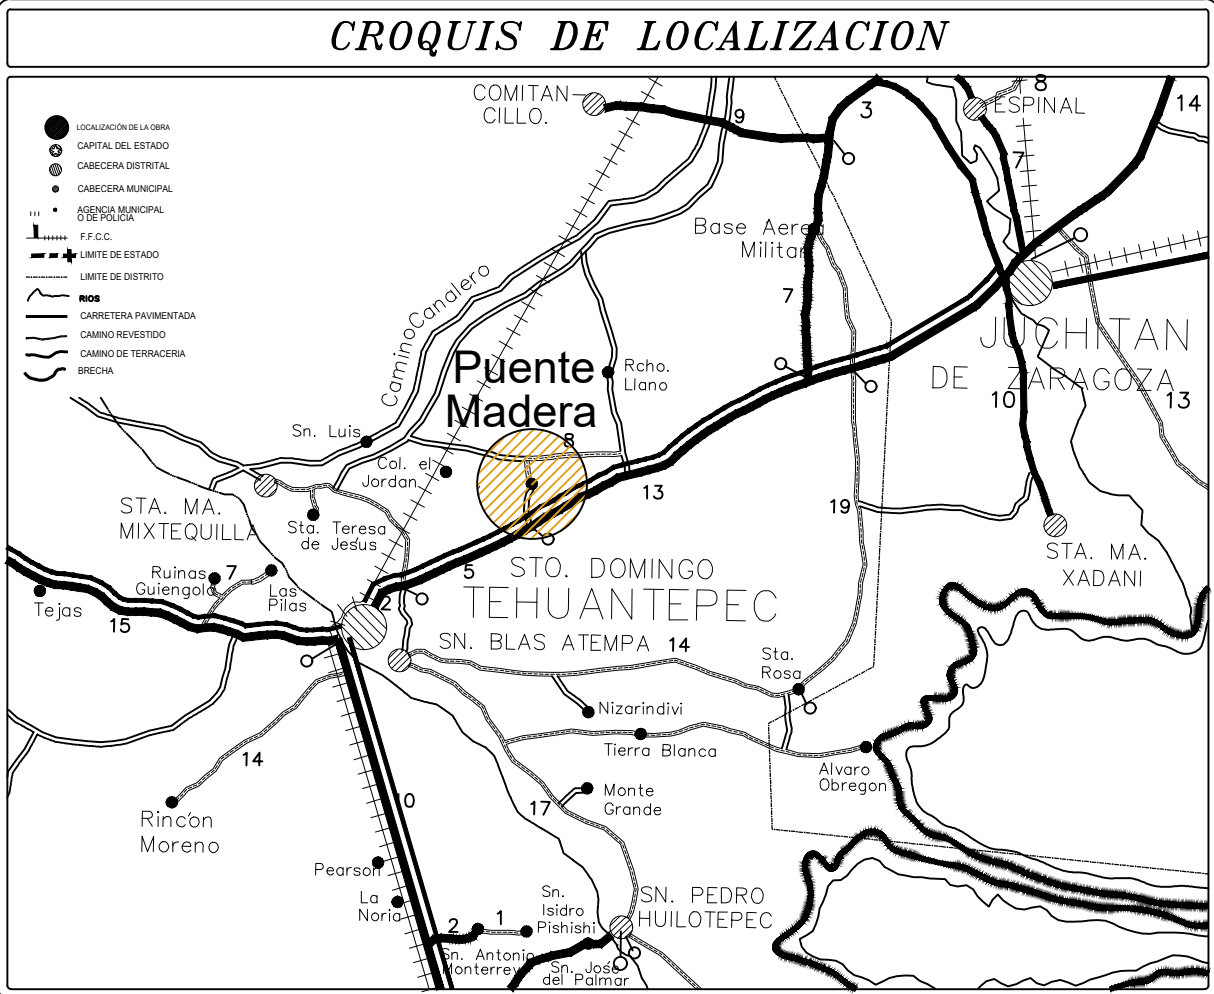 CROQUIS DE LOCALIZACION
COMITAN
CILLO.
9
3
8
ESPINAL
14
7
LOCALIZACIÓN DE LA OBRA
CAPITAL DEL ESTADO
CABECERA DISTRITAL
CABECERA MUNICIPAL
AGENCIA MUNICIPAL
O DE POLICIA
F.F.C.C.
LIMITE DE ESTADO
LIMITE DE DISTRITO
RIOS
CARRETERA PAVIMENTADA
CAMINO REVESTIDO
CAMINO DE TERRACERIA
BRECHA
Base Aerea
Militar
7
Camino Canalero
JUCHITAN
DE ZARAGOZA
10
13
Puente
Madera
Rcho.
Llano
Sn. Luis
8
Col. el
Jordan
13
19
STA. MA.
MIXTEQUILLA
Sta. Teresa
de Jesús
STA. MA.
XADANI
Ruinas
Guiengola
7
Las
Pilas
5
STO. DOMINGO
TEHUANTEPEC
Tejas
15
2
SN. BLAS ATEMPA
14
Sta.
Rosa
Nizarindivi
Tierra Blanca
14
Alvaro
Obregon
Monte
Grande
17
10
Rincón
Moreno
Pearson
La
Noria
Sn.
Isidro
Pishishi
2
1
SN. PEDRO
HUILOTEPEC
Sn. Antonio
Monterrey
Sn. José
del Palmar